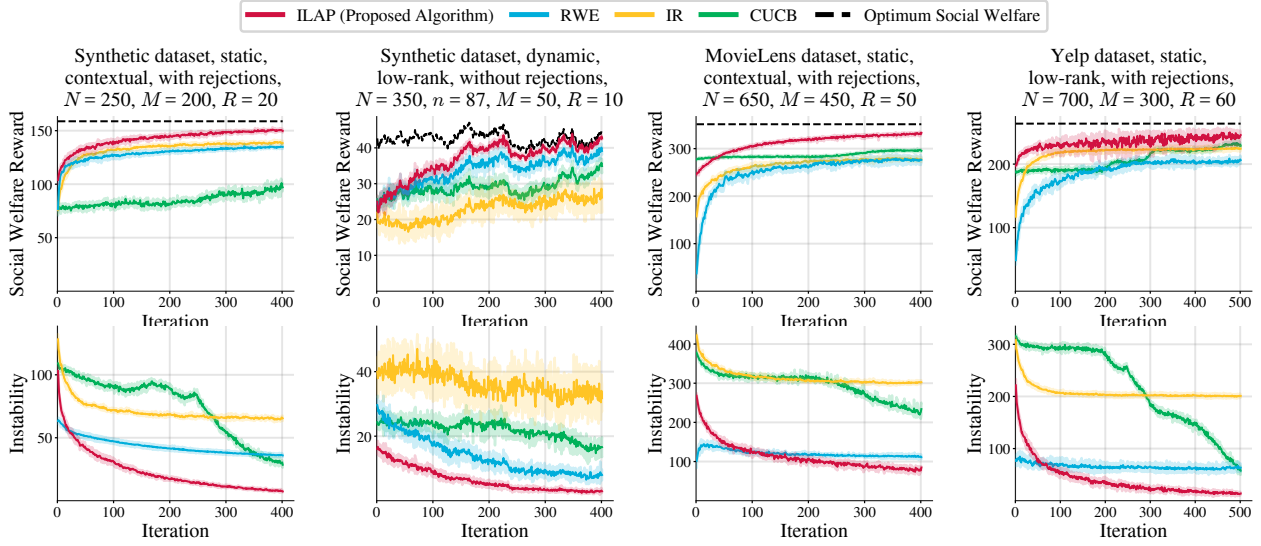 ILAP (Proposed Algorithm) RWE IR CUCB Optimum Social Welfare
Synthetic dataset, static,
contextual, with rejections,
N = 250, M = 200, R = 20
Social Welfare Reward
150
100
50
0 100 200 300 400
Iteration
Synthetic dataset, dynamic,
low-rank, without rejections,
N = 350, n = 87, M = 50, R = 10
Social Welfare Reward
40
30
20
10
0 100 200 300 400
Iteration
MovieLens dataset, static,
contextual, with rejections,
N = 650, M = 450, R = 50
Social Welfare Reward
300
200
100
0 100 200 300 400
Iteration
Yelp dataset, static,
low-rank, with rejections,
N = 700, M = 300, R = 60
Social Welfare Reward
200
100
0 100 200 300 400 500
Iteration
Instability
100
50
0 100 200 300 400
Iteration
Instability
40
20
0 100 200 300 400
Iteration
Instability
400
300
200
100
0 100 200 300 400
Iteration
Instability
300
200
100
0 100 200 300 400 500
Iteration